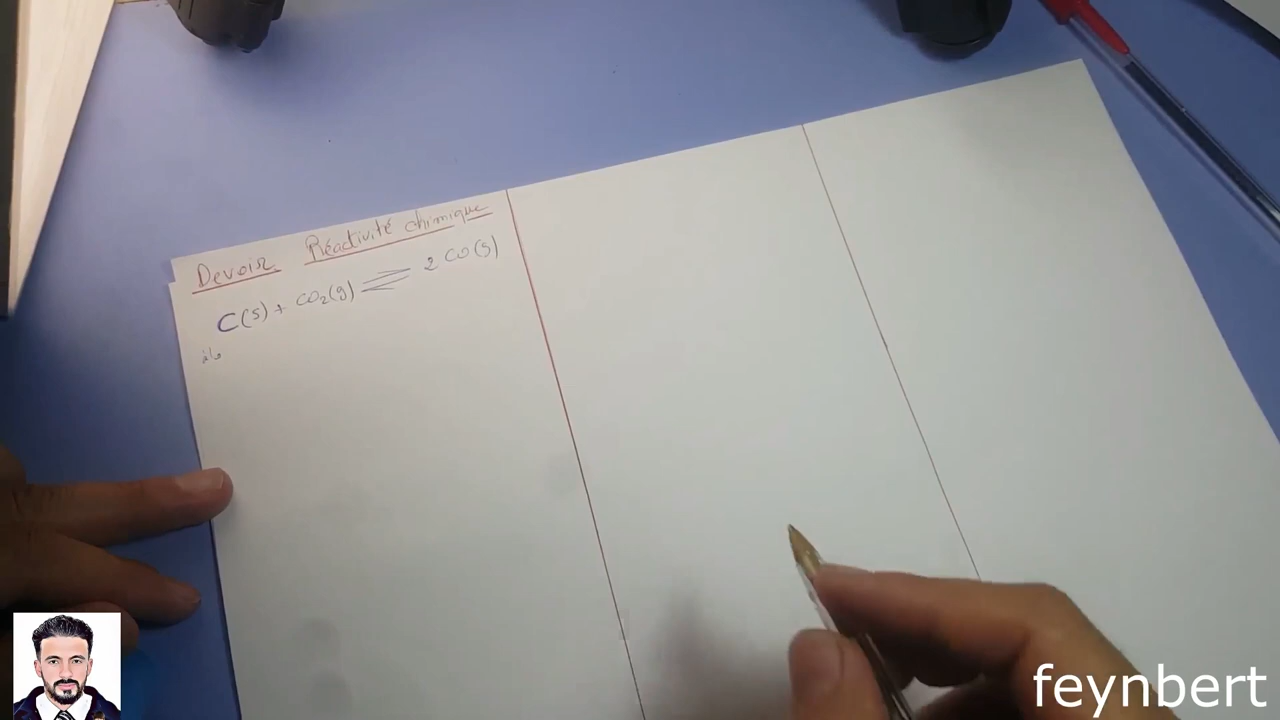 Devoir Réactivité chimique
C(s) + CO₂(g) ⇌ 2 CO(g)
feynbert